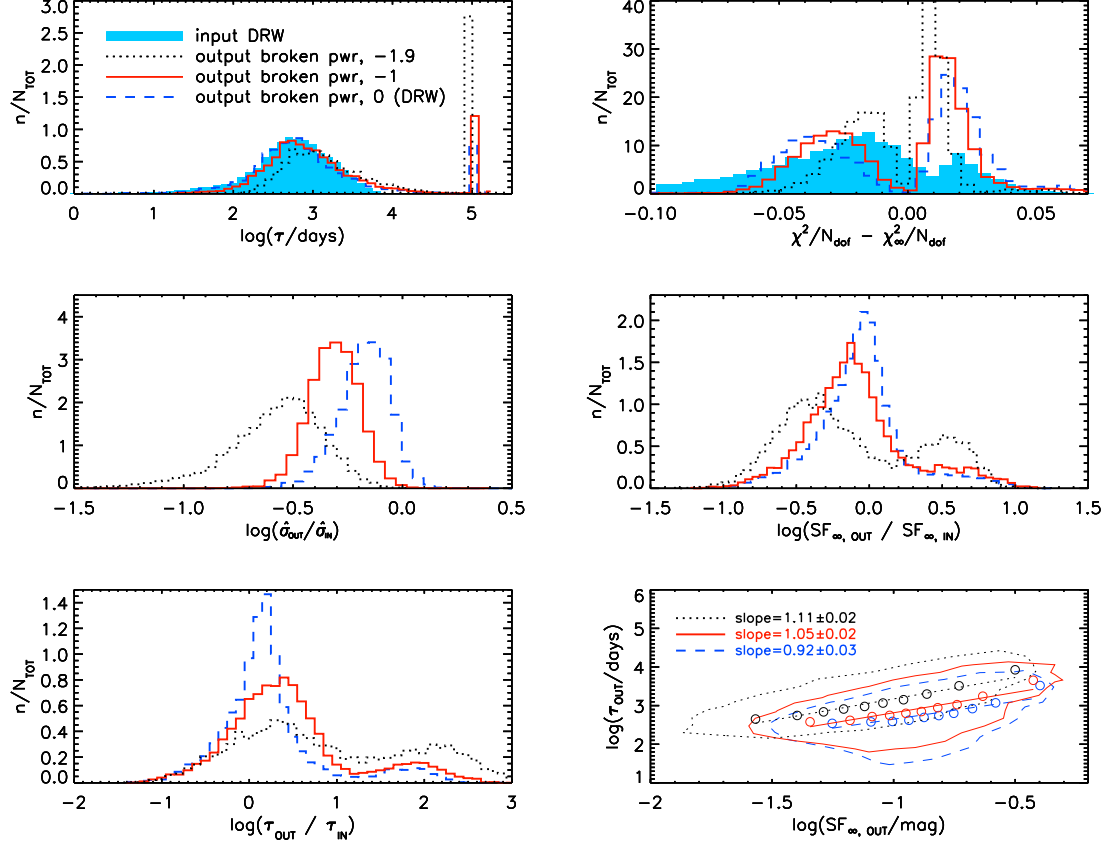 3.0
2.5
2.0
1.5
1.0
0.5
0.0
n/N_TOT
input DRW
output broken pwr, −1.9
output broken pwr, −1
output broken pwr, 0 (DRW)
0 1 2 3 4 5
log(τ/days)
40
30
20
10
0
n/N_TOT
−0.10 −0.05 0.00 0.05
χ²/N_dof − χ²_∞/N_dof
4
3
2
1
0
n/N_TOT
−1.5 −1.0 −0.5 0.0 0.5
log(σ̂_OUT/σ̂_IN)
2.0
1.5
1.0
0.5
0.0
n/N_TOT
−1.5 −1.0 −0.5 0.0 0.5 1.0 1.5
log(SF_∞, OUT / SF_∞, IN)
1.4
1.2
1.0
0.8
0.6
0.4
0.2
0.0
n/N_TOT
−2 −1 0 1 2 3
log(τ_OUT / τ_IN)
6
5
4
3
2
1
log(τ_OUT/days)
slope=1.11±0.02
slope=1.05±0.02
slope=0.92±0.03
−2 −1.5 −1 −0.5
log(SF_∞, OUT/mag)